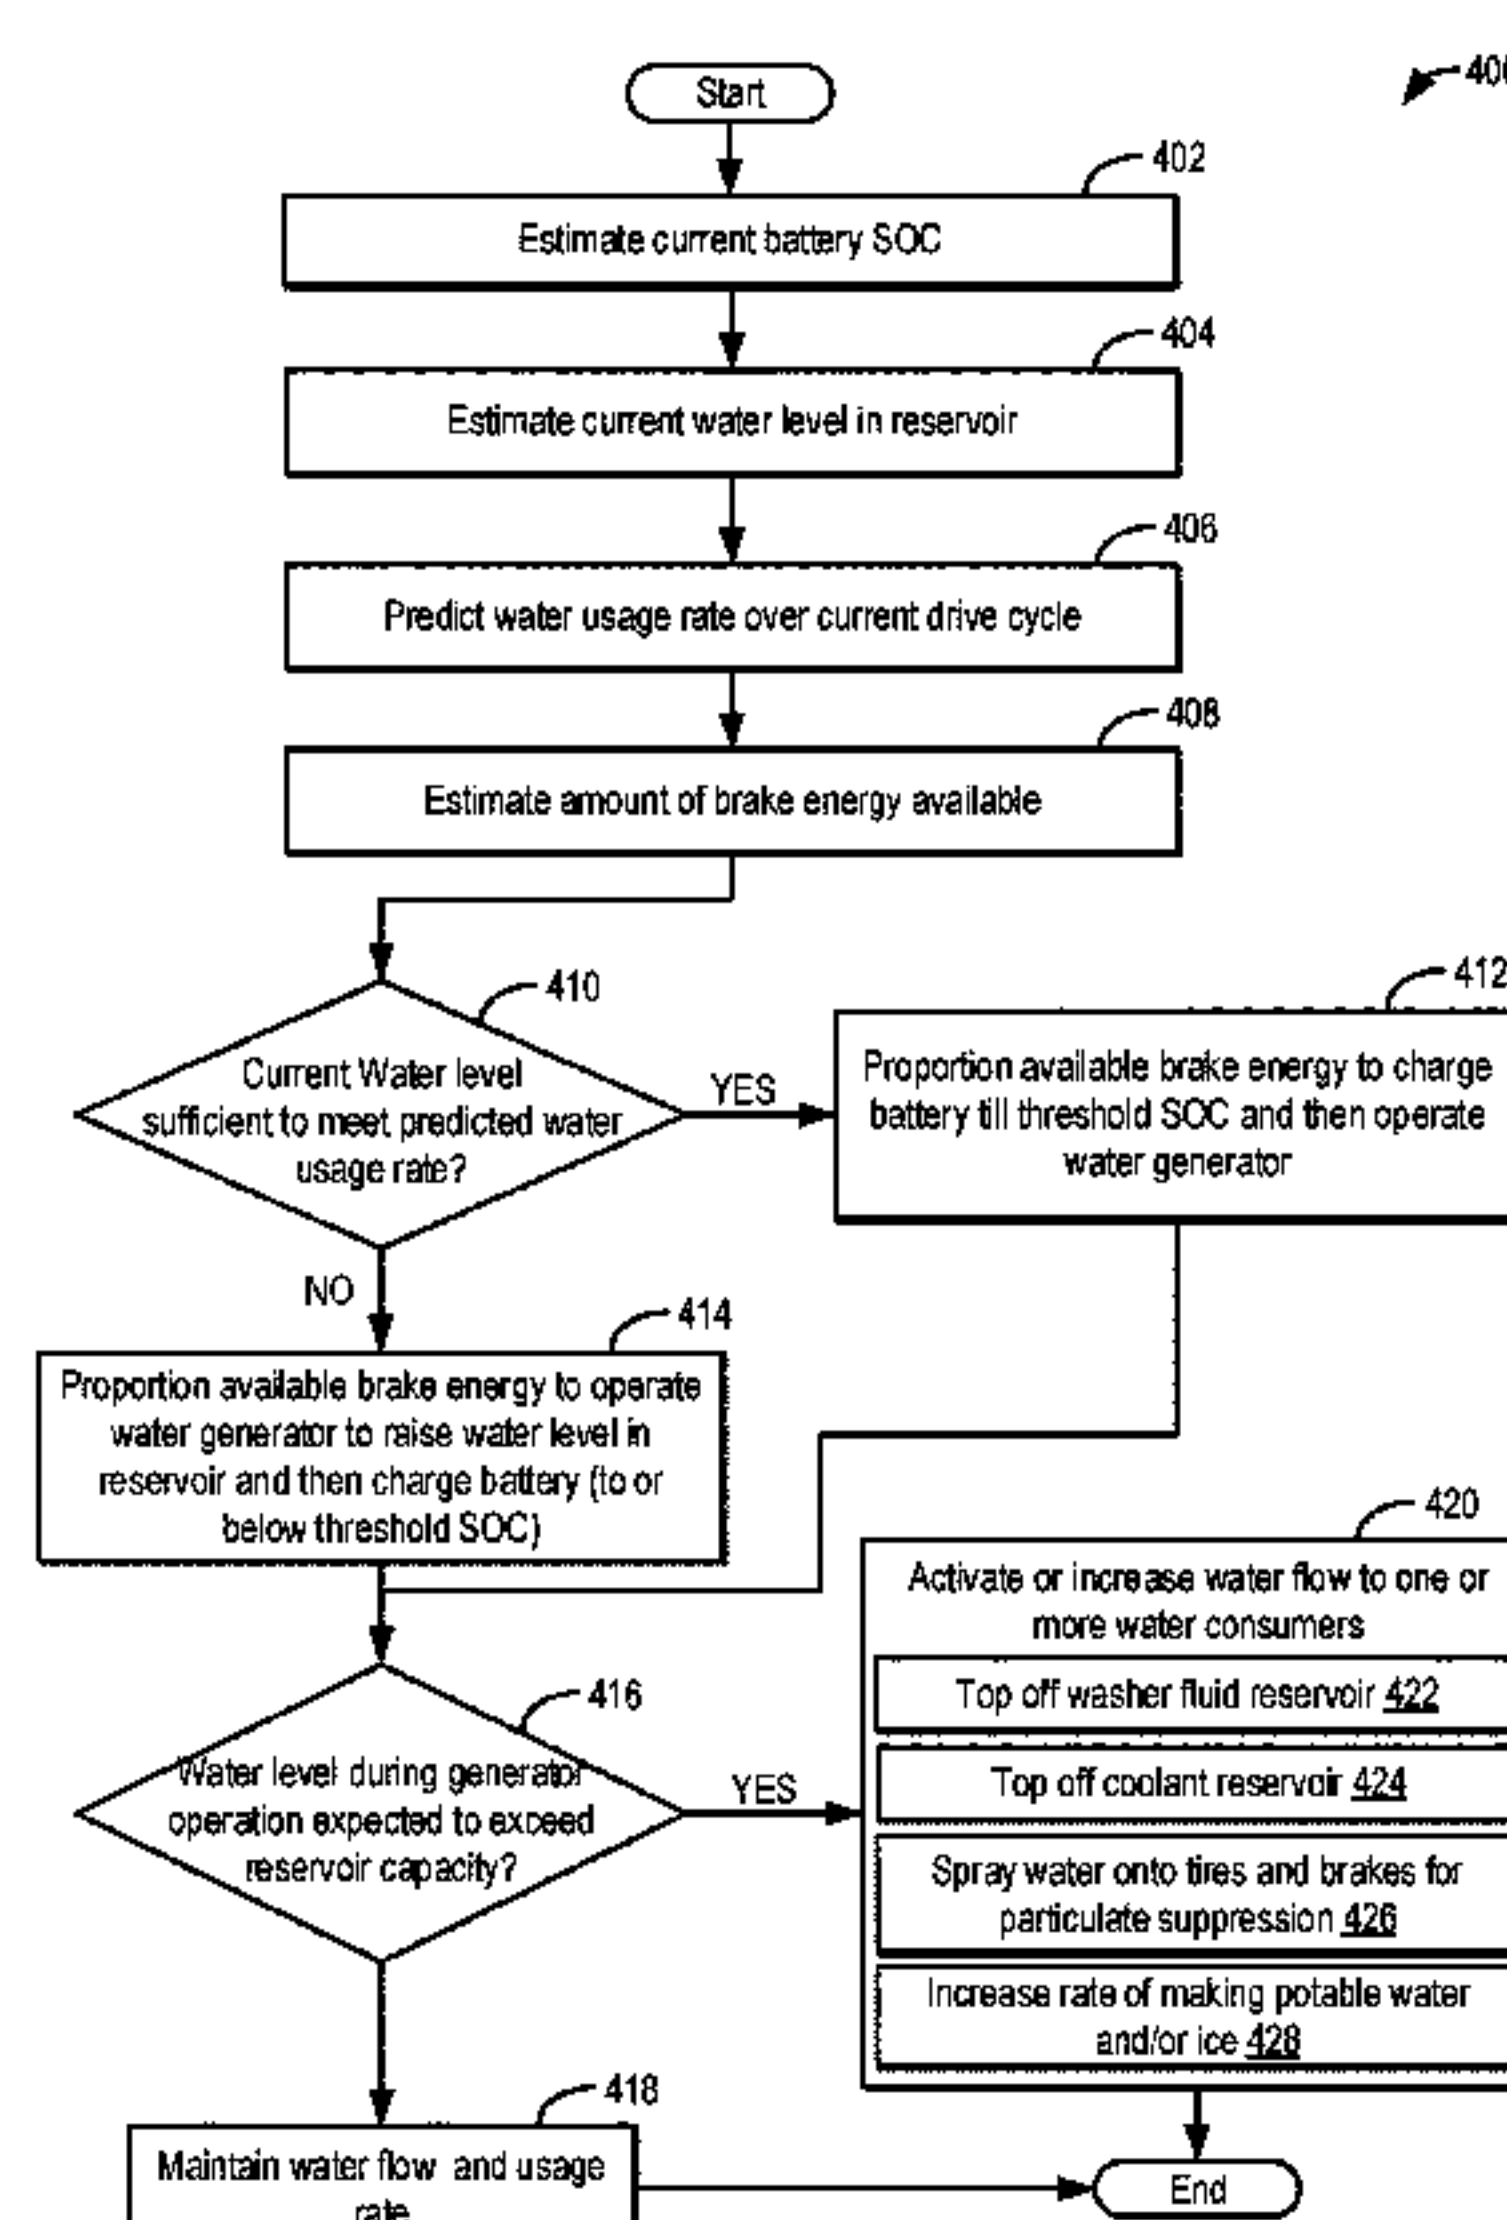 Start
402
Estimate current battery SOC
404
Estimate current water level in reservoir
406
Predict water usage rate over current drive cycle
408
Estimate amount of brake energy available
410
Current Water level
sufficient to meet predicted water
usage rate?
YES
412
Proportion available brake energy to charge
battery till threshold SOC and then operate
water generator
NO
414
Proportion available brake energy to operate
water generator to raise water level in
reservoir and then charge battery (to or
below threshold SOC)
416
Water level during generator
operation expected to exceed
reservoir capacity?
YES
420
Activate or increase water flow to one or
more water consumers
Top off washer fluid reservoir 422
Top off coolant reservoir 424
Spray water onto tires and brakes for
particulate suppression 426
Increase rate of making potable water
and/or ice 428
418
Maintain water flow and usage
rate
End